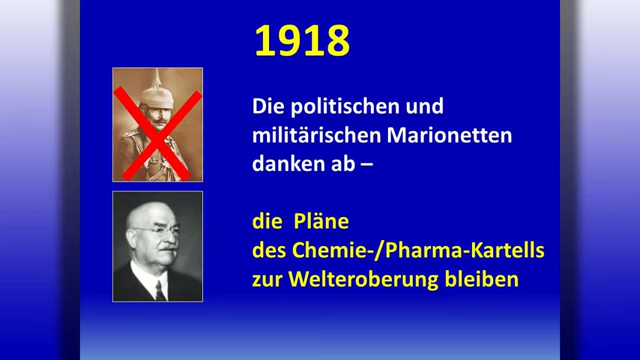 1918
Die politischen und
militärischen Marionetten
danken ab –
die Pläne
des Chemie-/Pharma-Kartells
zur Welteroberung bleiben